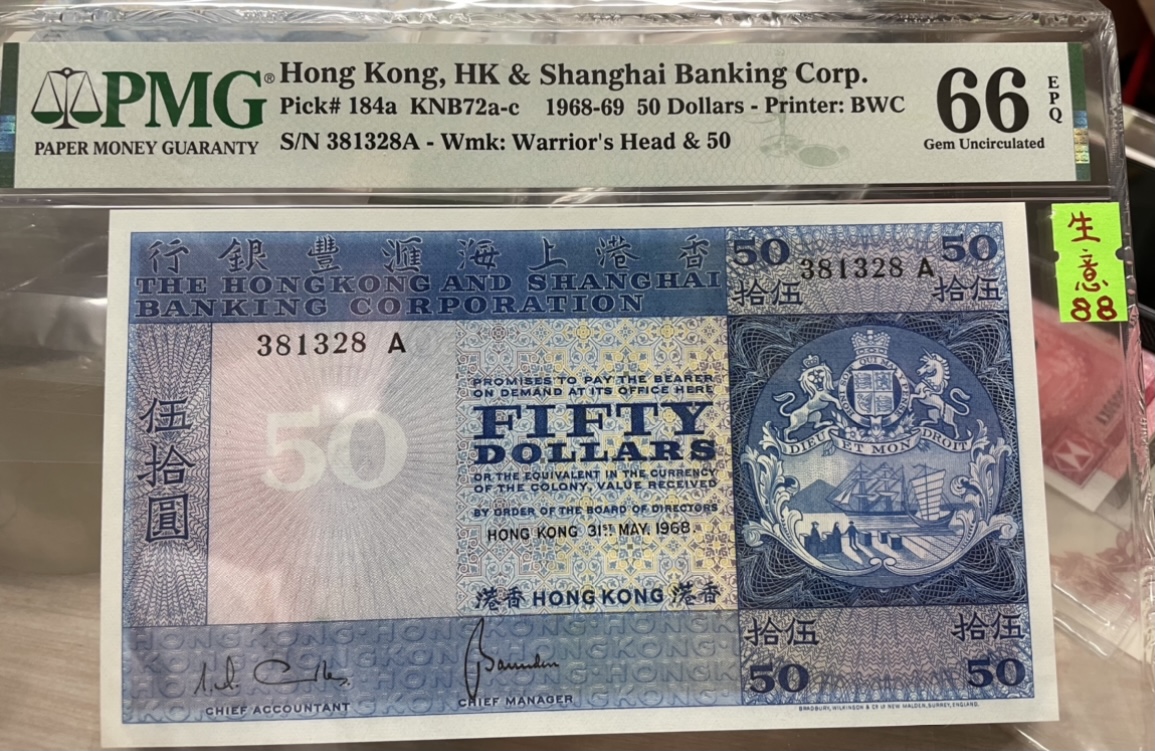 PMG®
PAPER MONEY GUARANTY
Hong Kong, HK & Shanghai Banking Corp.
Pick# 184a KNB72a-c 1968-69 50 Dollars - Printer: BWC
S/N 381328A - Wmk: Warrior's Head & 50
66
EPQ
Gem Uncirculated
生意
88
行銀豐滙海上港香
THE HONGKONG AND SHANGHAI
BANKING CORPORATION
50 50
381328 A
拾伍 拾伍
381328 A
伍拾圓
50
PROMISES TO PAY THE BEARER
ON DEMAND AT ITS OFFICE HERE
FIFTY
DOLLARS
OR THE EQUIVALENT IN THE CURRENCY
OF THE COLONY, VALUE RECEIVED
BY ORDER OF THE BOARD OF DIRECTORS
HONG KONG 31ST MAY, 1968.
港香 HONG KONG 港香
DIEU ET MON DROIT
HONGKONG·HONGKONG·HONGKONG
CHIEF ACCOUNTANT
CHIEF MANAGER
拾伍 拾伍
50 50
BRADBURY, WILKINSON & Cº Lº NEW MALDEN, SURREY, ENGLAND.